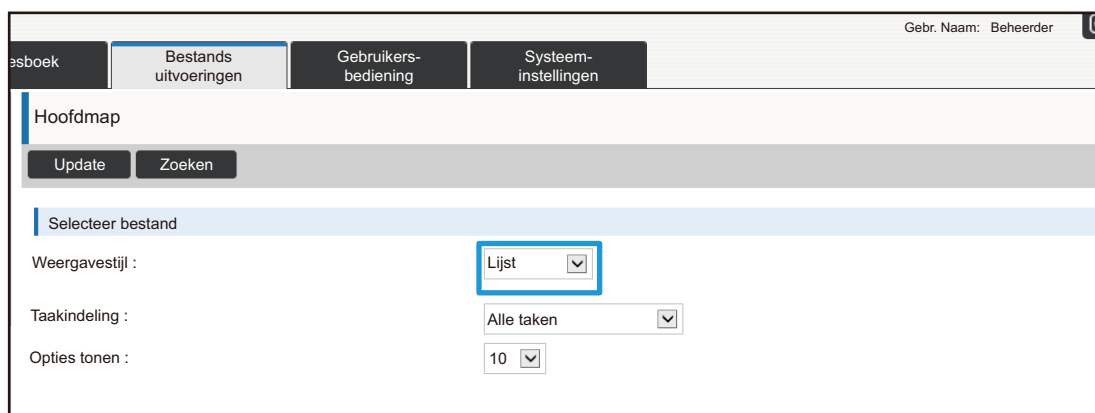 Gebr. Naam: Beheerder
esboek
Bestands
uitvoeringen
Gebruikers-
bediening
Systeem-
instellingen
Hoofdmap
Update Zoeken
Selecteer bestand
Weergavestijl : Lijst
Taakindeling : Alle taken
Opties tonen : 10